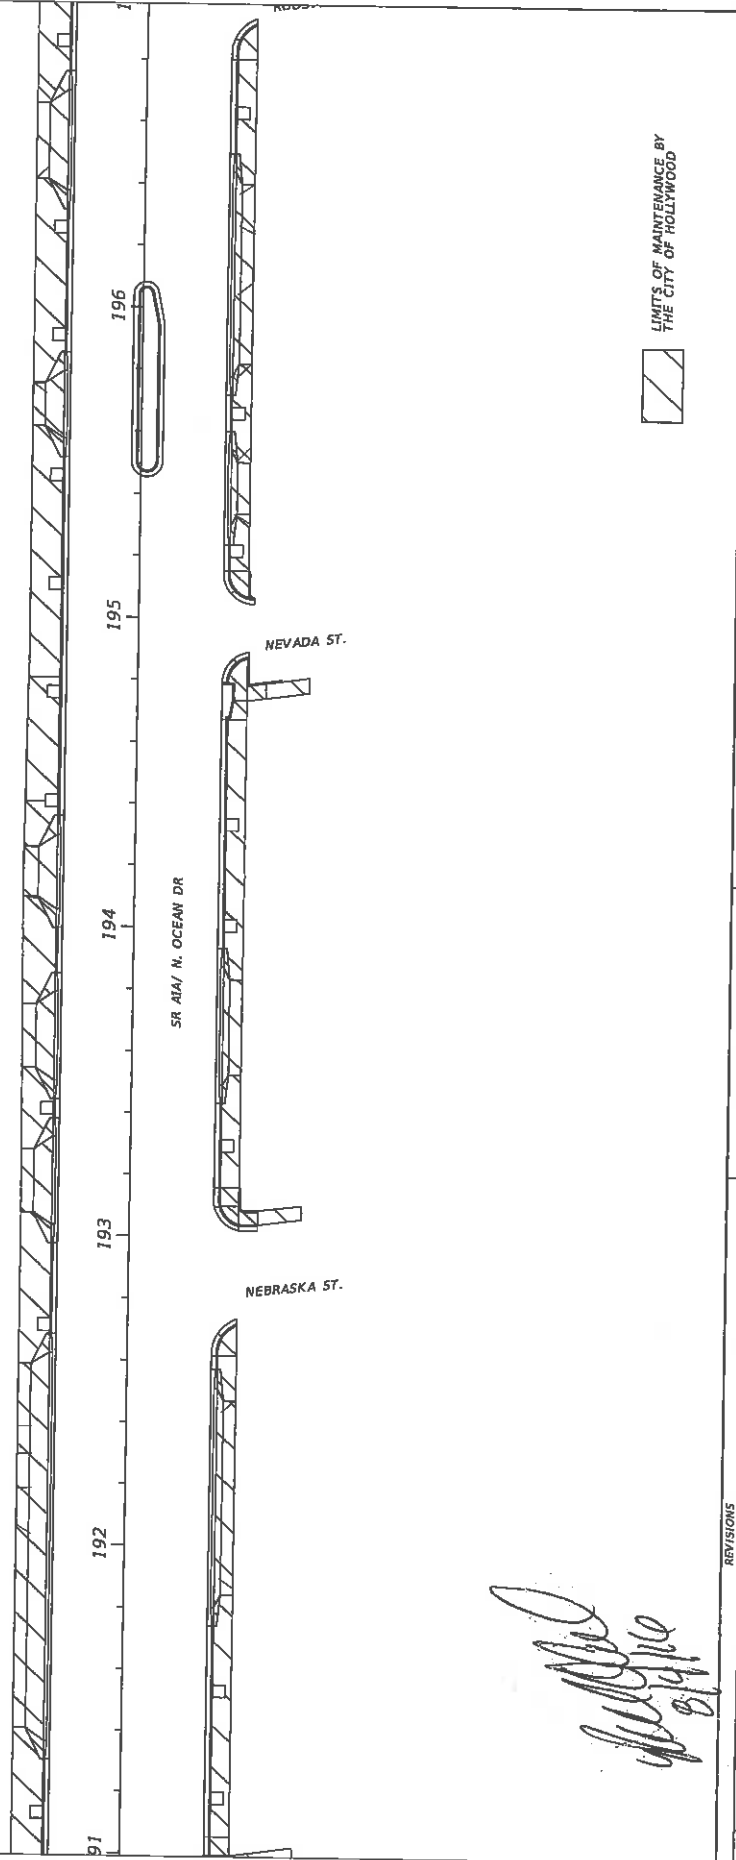 LIMITS OF MAINTENANCE BY
THE CITY OF HOLLYWOOD
196
195
NEVADA ST.
194
SR A1A/ N. OCEAN DR
193
NEBRASKA ST.
192
91
REVISIONS